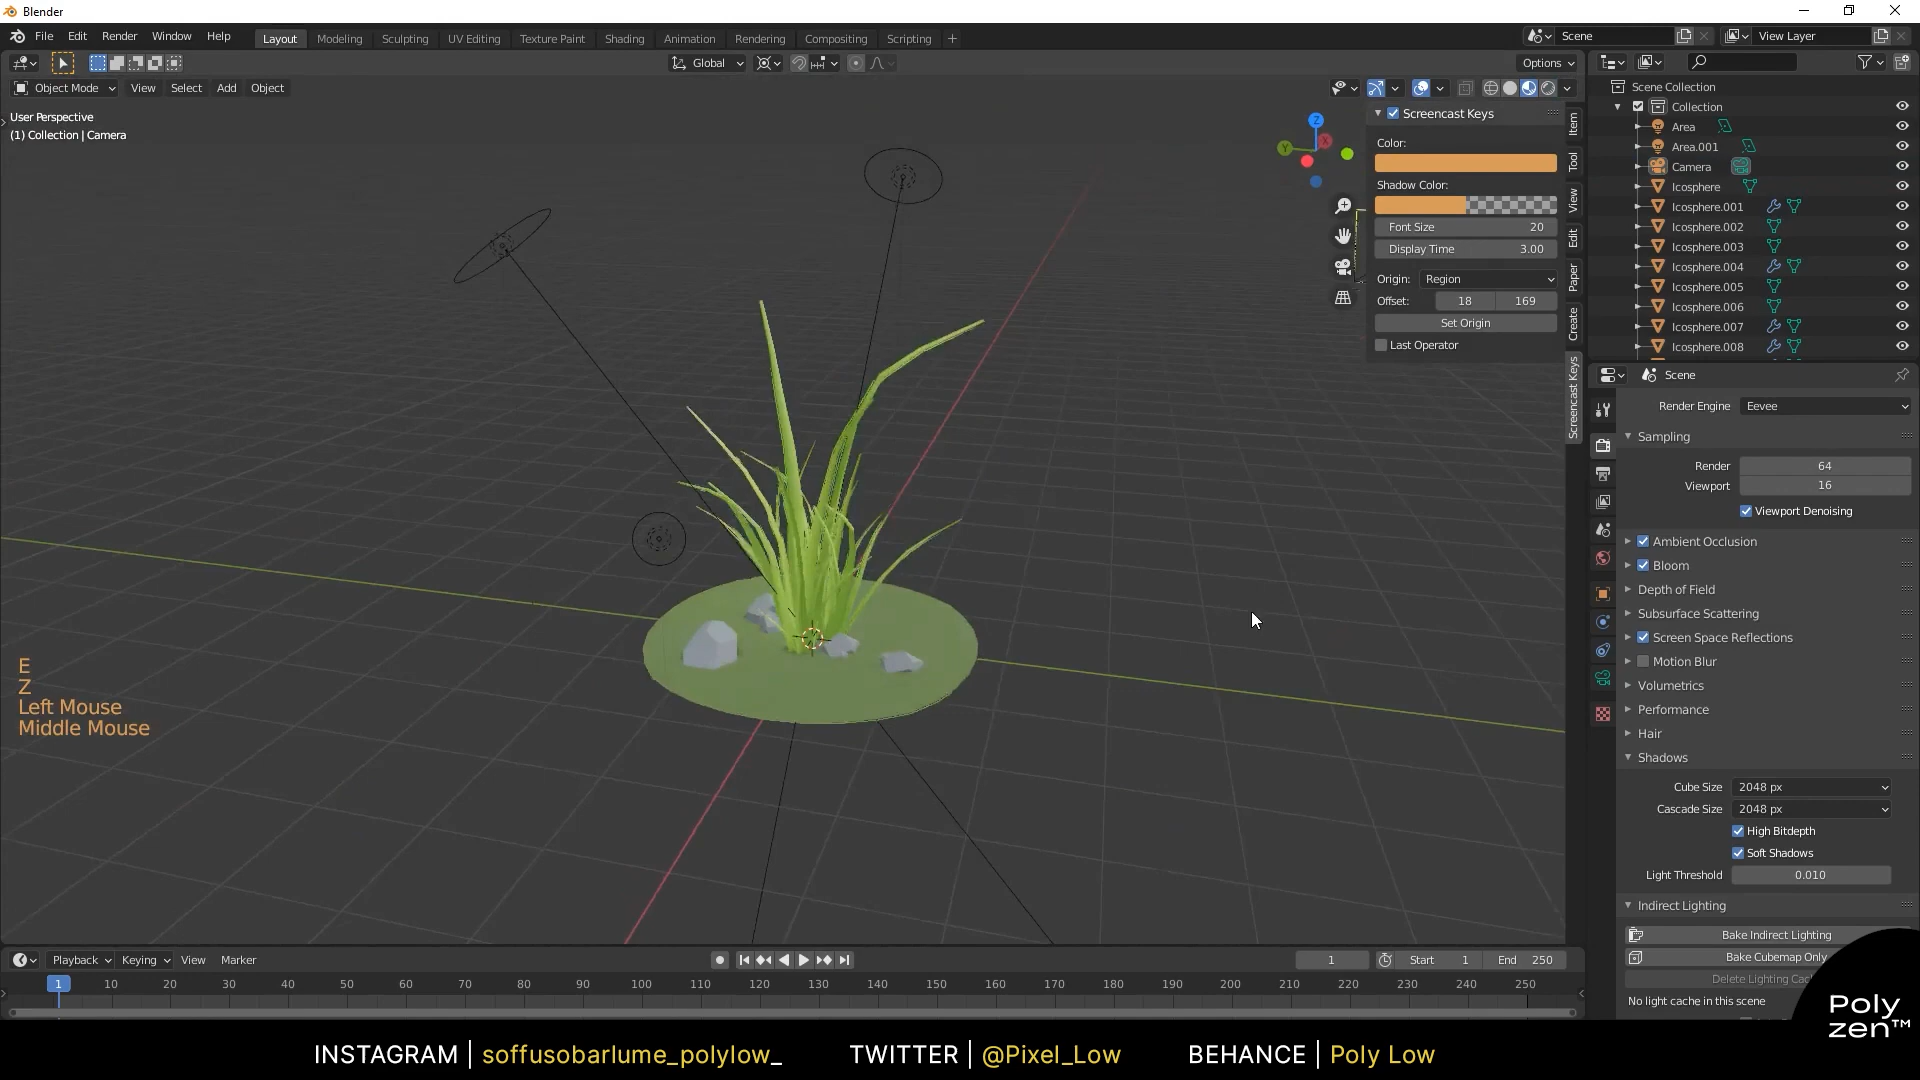 Blender
File Edit Render Window Help Layout Modeling Sculpting UV Editing Texture Paint Shading Animation Rendering Compositing Scripting + Scene View Layer
Global Options
Object Mode View Select Add Object
User Perspective
(1) Collection | Camera
Z
X
Y
Screencast Keys
Color:
Shadow Color:
Font Size 20
Display Time 3.00
Origin: Region
Offset: 18 169
Set Origin
Last Operator
Item
Tool
View
Edit
Paper
Create
Screencast Keys
Scene Collection
Collection
Area
Area.001
Camera
Icosphere
Icosphere.001
Icosphere.002
Icosphere.003
Icosphere.004
Icosphere.005
Icosphere.006
Icosphere.007
Icosphere.008
Scene
Render Engine Eevee
Sampling
Render 64
Viewport 16
Viewport Denoising
Ambient Occlusion
Bloom
Depth of Field
Subsurface Scattering
Screen Space Reflections
Motion Blur
Volumetrics
Performance
Hair
Shadows
Cube Size 2048 px
Cascade Size 2048 px
High Bitdepth
Soft Shadows
Light Threshold 0.010
Indirect Lighting
Bake Indirect Lighting
Bake Cubemap Only
Delete Lighting
No light cache in this scene
E
Z
Left Mouse
Middle Mouse
Playback Keying View Marker 1 Start 1 End 250
1 10 20 30 40 50 60 70 80 90 100 110 120 130 140 150 160 170 180 190 200 210 220 230 240 250
Poly
zen™
INSTAGRAM | soffusobarlume_polylow_ TWITTER | @Pixel_Low BEHANCE | Poly Low